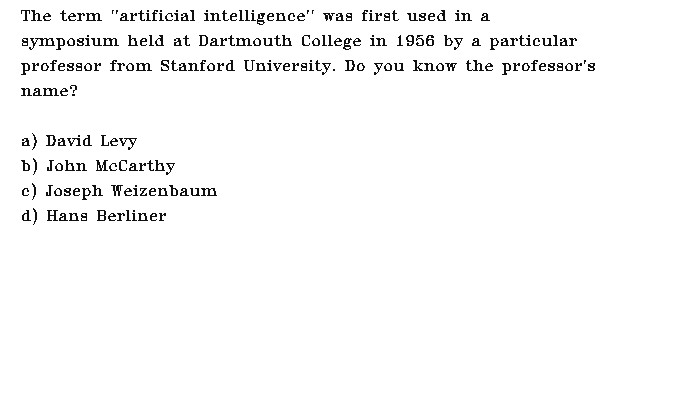 The term "artificial intelligence" was first used in a
symposium held at Dartmouth College in 1956 by a particular
professor from Stanford University. Do you know the professor's
name?

a) David Levy
b) John McCarthy
c) Joseph Weizenbaum
d) Hans Berliner